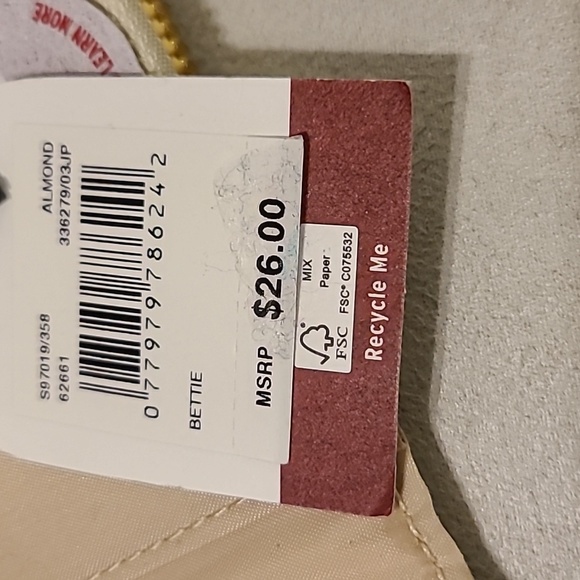 LEARN MORE
S97019/358 ALMOND
62661 336279/03JP
0 77979 78624 2
BETTIE
MSRP $26.00
MIX
Paper
FSC® C075532
FSC
Recycle Me